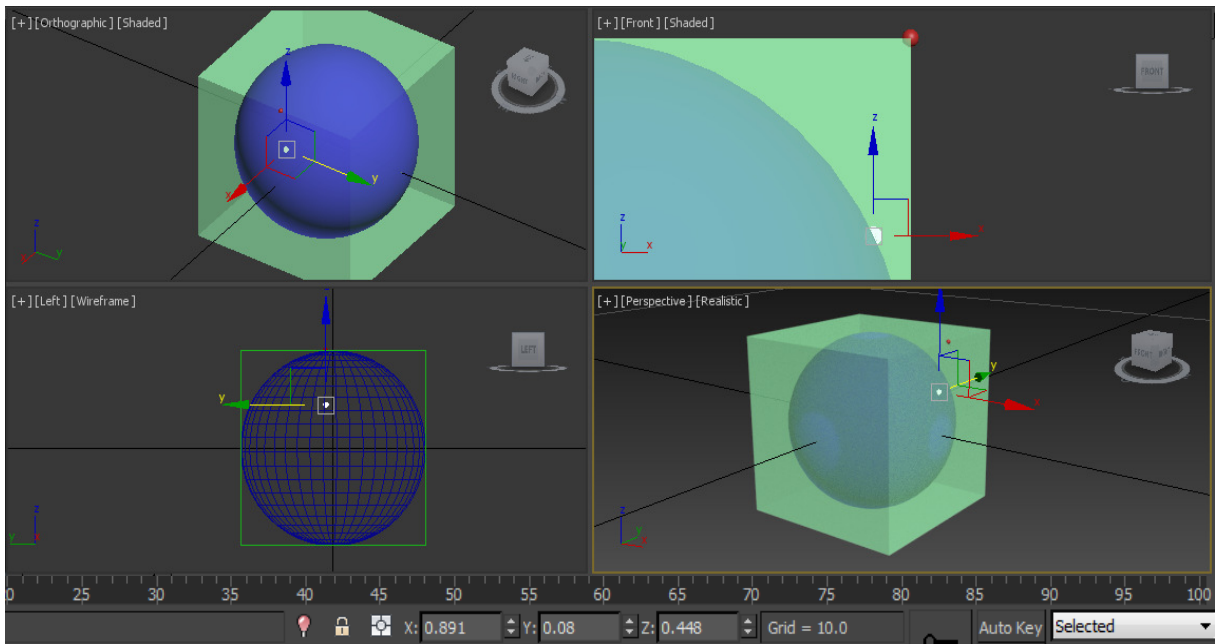 [+][Orthographic][Shaded]
z
x
y
z
x
y
[+][Front][Shaded]
FRONT
z
x
z
y
x
[+][Left][Wireframe]
LEFT
y
z
y
[+][Perspective][Realistic]
FRONT
y
x
z
y
x
20 25 30 35 40 45 50 55 60 65 70 75 80 85 90 95 100
X: 0.891 Y: 0.08 Z: 0.448 Grid = 10.0 Auto Key Selected